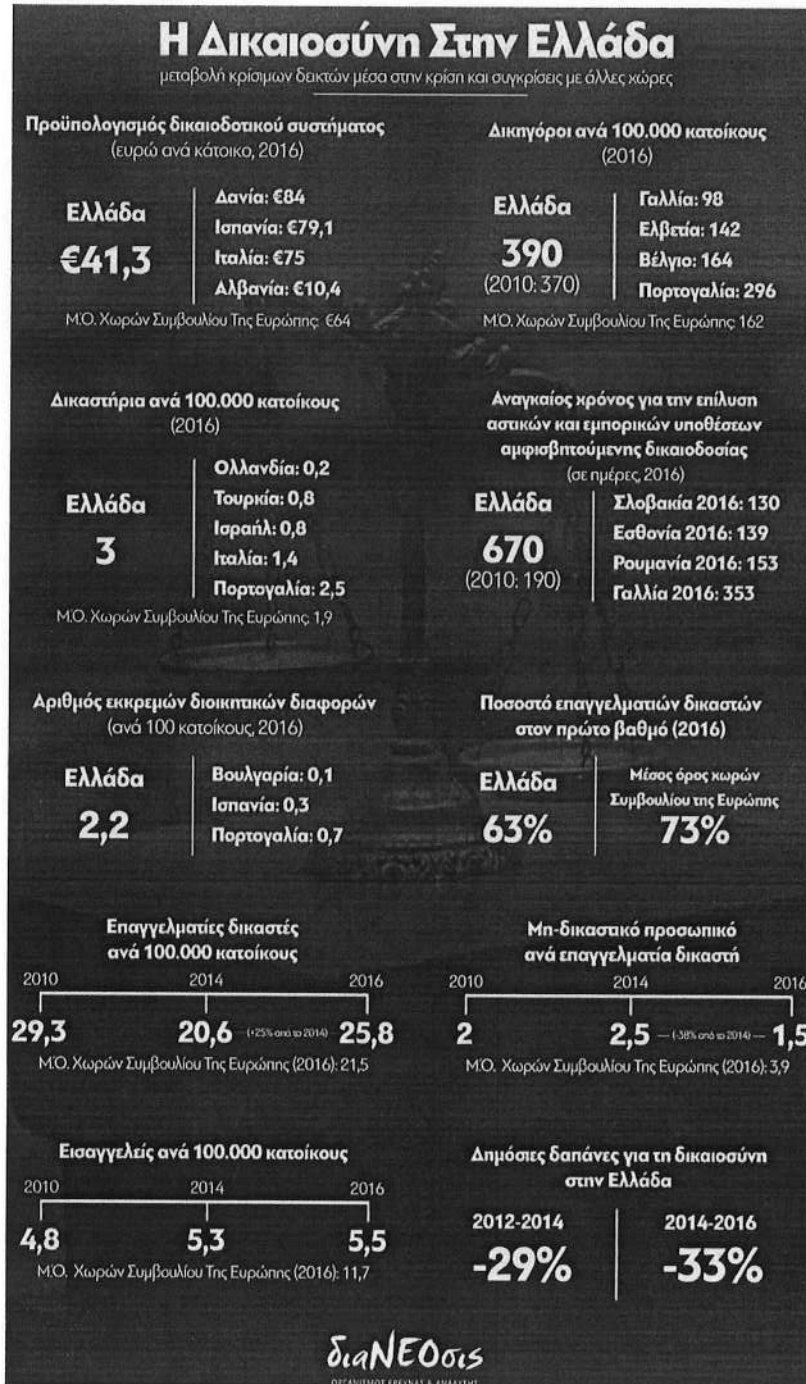 Η Δικαιοσύνη Στην Ελλάδα
μεταβολή κρίσιμων δεικτών μέσα στην κρίση και συγκρίσεις με άλλες χώρες
Προϋπολογισμός δικαιοδοτικού συστήματος
(ευρώ ανά κάτοικο, 2016)
Ελλάδα
€41,3
Δανία: €84
Ισπανία: €79,1
Ιταλία: €75
Αλβανία: €10,4
Μ.Ο. Χωρών Συμβουλίου Της Ευρώπης: €64
Δικηγόροι ανά 100.000 κατοίκους
(2016)
Ελλάδα
390
(2010: 370)
Γαλλία: 98
Ελβετία: 142
Βέλγιο: 164
Πορτογαλία: 296
Μ.Ο. Χωρών Συμβουλίου Της Ευρώπης: 162
Δικαστήρια ανά 100.000 κατοίκους
(2016)
Ελλάδα
3
Ολλανδία: 0,2
Τουρκία: 0,8
Ισραήλ: 0,8
Ιταλία: 1,4
Πορτογαλία: 2,5
Μ.Ο. Χωρών Συμβουλίου Της Ευρώπης: 1,9
Αναγκαίος χρόνος για την επίλυση
αστικών και εμπορικών υποθέσεων
αμφισβητούμενης δικαιοδοσίας
(σε ημέρες, 2016)
Ελλάδα
670
(2010: 190)
Σλοβακία 2016: 130
Εσθονία 2016: 139
Ρουμανία 2016: 153
Γαλλία 2016: 353
Αριθμός εκκρεμών διοικητικών διαφορών
(ανά 100 κατοίκους, 2016)
Ελλάδα
2,2
Βουλγαρία: 0,1
Ισπανία: 0,3
Πορτογαλία: 0,7
Ποσοστό επαγγελματιών δικαστών
στον πρώτο βαθμό (2016)
Ελλάδα
63%
Μέσος όρος χωρών
Συμβουλίου της Ευρώπης
73%
Επαγγελματίες δικαστές
ανά 100.000 κατοίκους
2010 2014 2016
29,3 20,6 (+25% από το 2014) 25,8
Μ.Ο. Χωρών Συμβουλίου Της Ευρώπης (2016): 21,5
Μη-δικαστικό προσωπικό
ανά επαγγελματία δικαστή
2010 2014 2016
2 2,5 (-38% από το 2014) 1,5
Μ.Ο. Χωρών Συμβουλίου Της Ευρώπης (2016): 3,9
Εισαγγελείς ανά 100.000 κατοίκους
2010 2014 2016
4,8 5,3 5,5
Μ.Ο. Χωρών Συμβουλίου Της Ευρώπης (2016): 11,7
Δημόσιες δαπάνες για τη δικαιοσύνη
στην Ελλάδα
2012-2014
-29%
2014-2016
-33%
διαΝΕΟσις
ΟΡΓΑΝΙΣΜΟΣ ΕΡΕΥΝΑΣ & ΑΝΑΛΥΣΗΣ